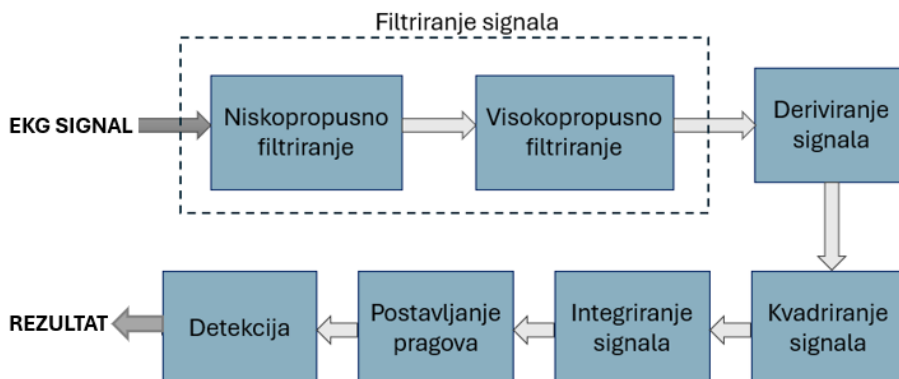 Filtriranje signala
EKG SIGNAL
Niskopropusno
filtriranje
Visokopropusno
filtriranje
Deriviranje
signala
REZULTAT
Detekcija
Postavljanje
pragova
Integriranje
signala
Kvadriranje
signala